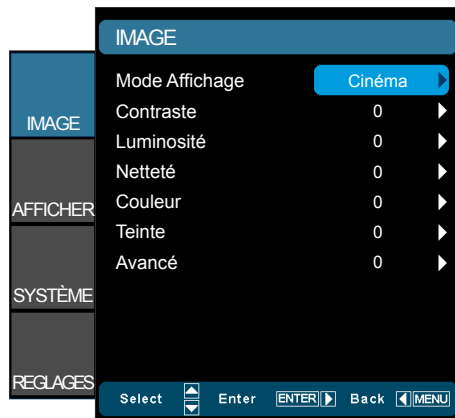 IMAGE
Mode Affichage Cinéma
Contraste 0
Luminosité 0
Netteté 0
Couleur 0
Teinte 0
Avancé 0
IMAGE
AFFICHER
SYSTÈME
REGLAGES
Select Enter ENTER Back MENU